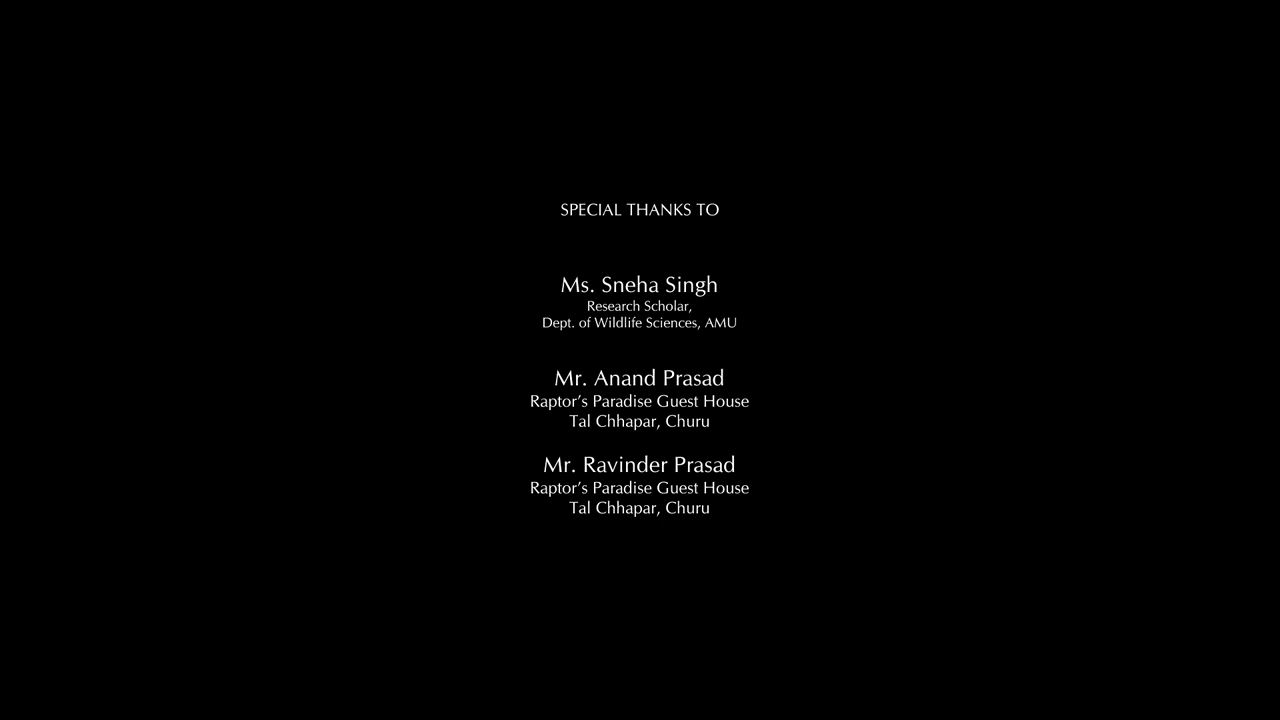 SPECIAL THANKS TO
Ms. Sneha Singh
Research Scholar,
Dept. of Wildlife Sciences, AMU
Mr. Anand Prasad
Raptor’s Paradise Guest House
Tal Chhapar, Churu
Mr. Ravinder Prasad
Raptor’s Paradise Guest House
Tal Chhapar, Churu